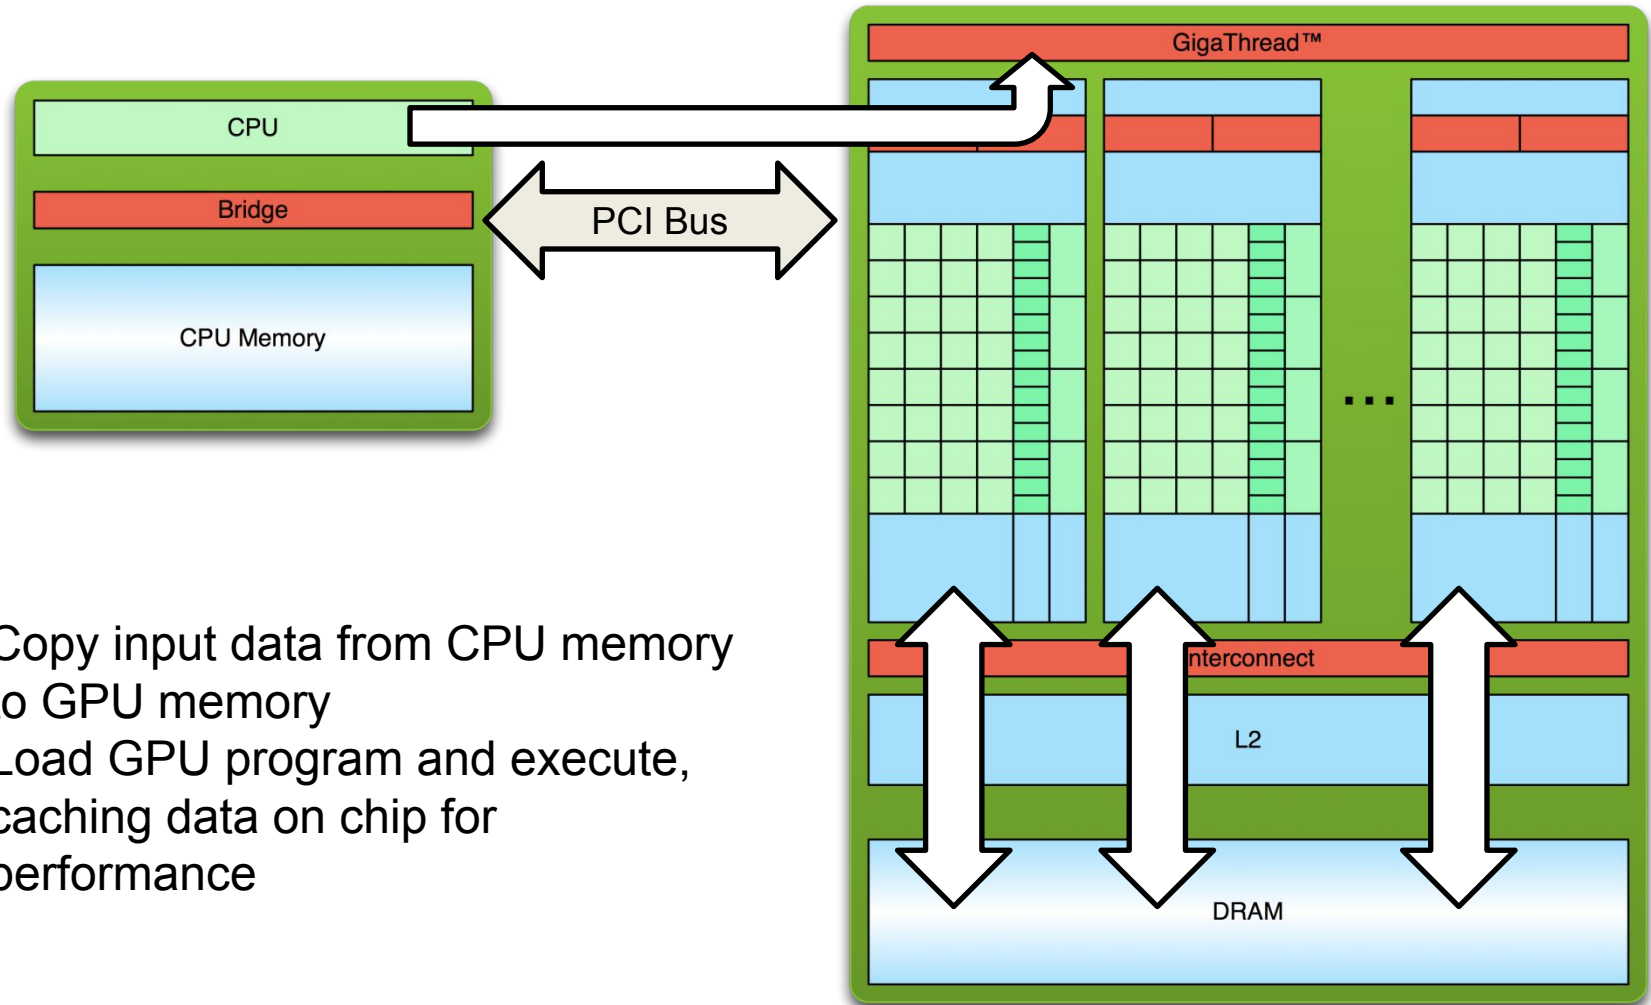 GigaThread™
CPU
Bridge
PCI Bus
CPU Memory
...
Copy input data from CPU memory
to GPU memory
Load GPU program and execute,
caching data on chip for
performance
nterconnect
L2
DRAM